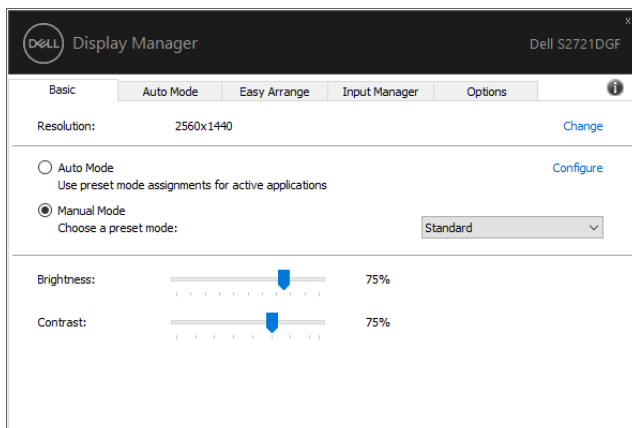 DELL Display Manager Dell S2721DGF
Basic Auto Mode Easy Arrange Input Manager Options
Resolution: 2560x1440 Change
Auto Mode Configure
Use preset mode assignments for active applications
Manual Mode
Choose a preset mode: Standard
Brightness: 75%
Contrast: 75%